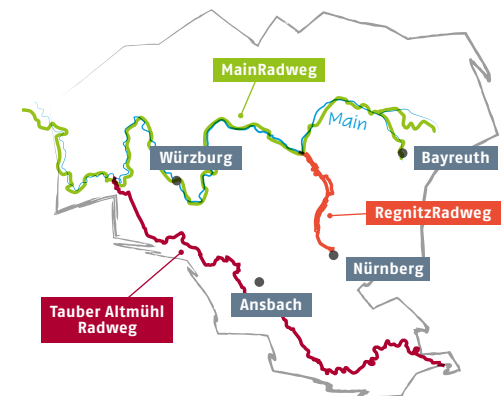 MainRadweg
Main
Würzburg
Bayreuth
RegnitzRadweg
Nürnberg
Ansbach
Tauber Altmühl
Radweg